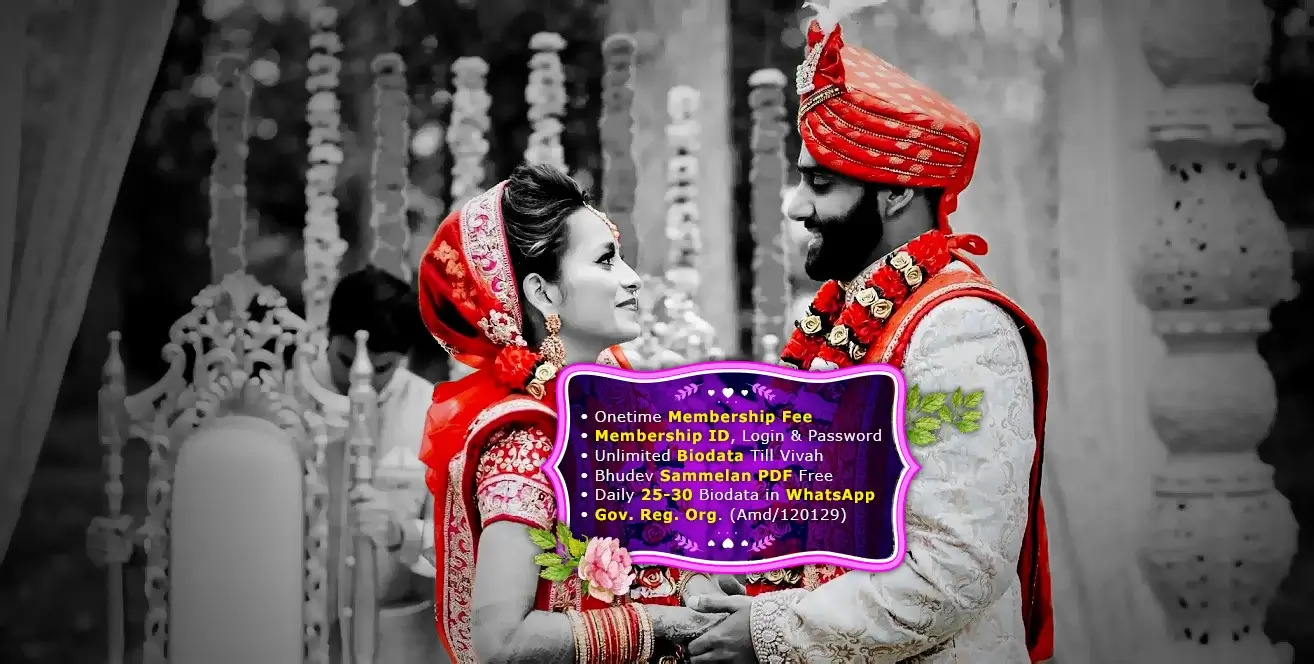 • Onetime Membership Fee
• Membership ID, Login & Password
• Unlimited Biodata Till Vivah
• Bhudev Sammelan PDF Free
• Daily 25-30 Biodata in WhatsApp
• Gov. Reg. Org. (Amd/120129)